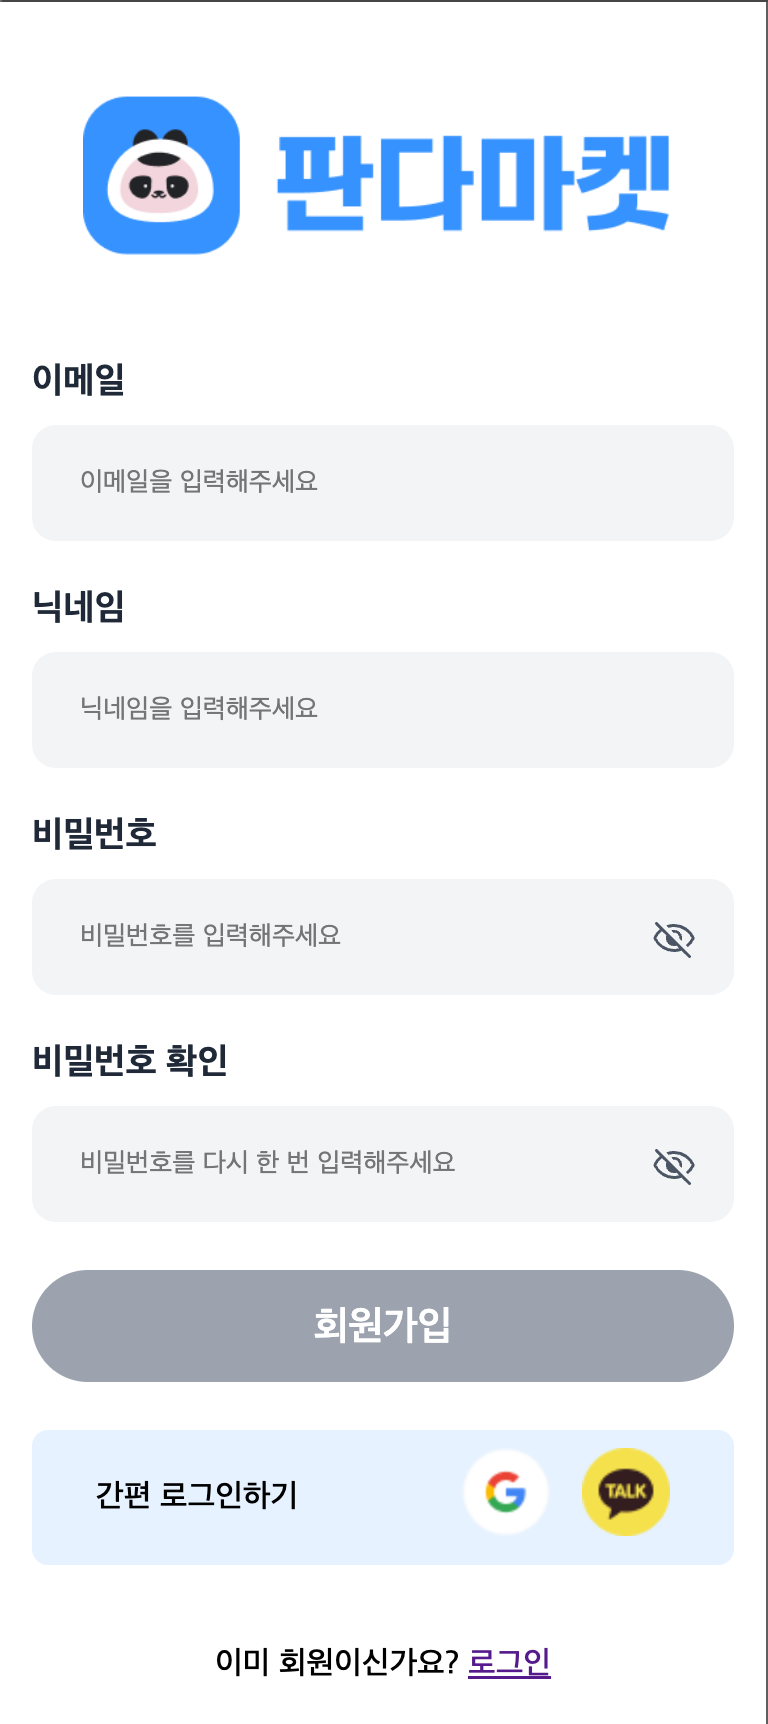 판다마켓
이메일
이메일을 입력해주세요
닉네임
닉네임을 입력해주세요
비밀번호
비밀번호를 입력해주세요
비밀번호 확인
비밀번호를 다시 한 번 입력해주세요
회원가입
간편 로그인하기
G
TALK
이미 회원이신가요? 로그인